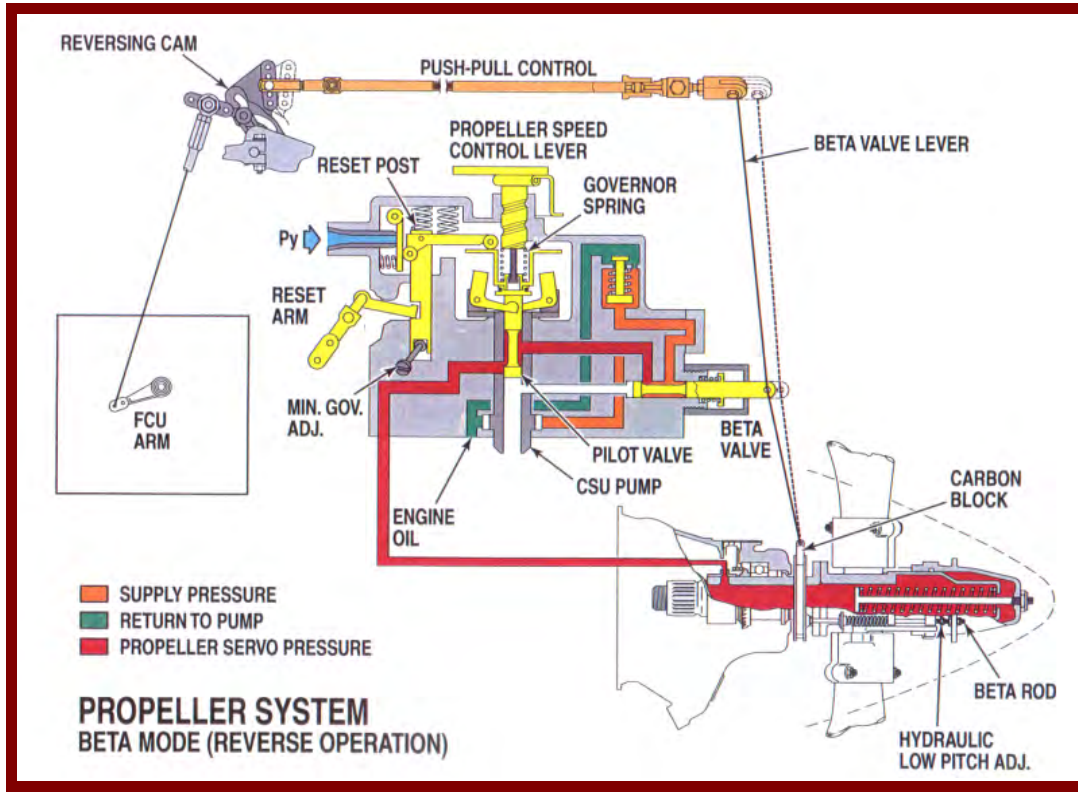 REVERSING CAM
PUSH-PULL CONTROL
PROPELLER SPEED
CONTROL LEVER
BETA VALVE LEVER
RESET POST
GOVERNOR
SPRING
Py
RESET
ARM
MIN. GOV.
ADJ.
FCU
ARM
PILOT VALVE
BETA
VALVE
CSU PUMP
ENGINE
OIL
CARBON
BLOCK
SUPPLY PRESSURE
RETURN TO PUMP
PROPELLER SERVO PRESSURE
BETA ROD
HYDRAULIC
LOW PITCH ADJ.
PROPELLER SYSTEM
BETA MODE (REVERSE OPERATION)